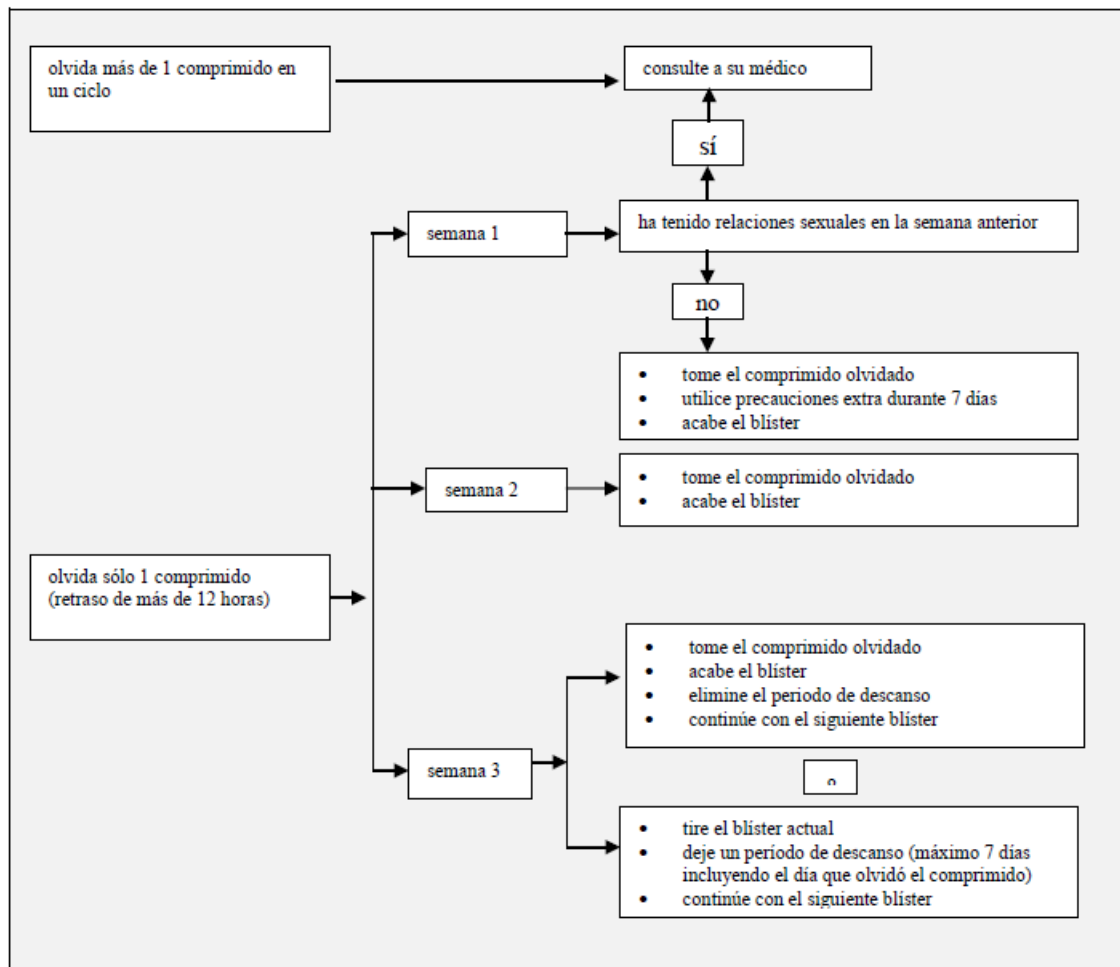 olvida más de 1 comprimido en
un ciclo
consulte a su médico
sí
semana 1
ha tenido relaciones sexuales en la semana anterior
no
• tome el comprimido olvidado
• utilice precauciones extra durante 7 días
• acabe el blíster
semana 2
• tome el comprimido olvidado
• acabe el blíster
olvida sólo 1 comprimido
(retraso de más de 12 horas)
• tome el comprimido olvidado
• acabe el blíster
• elimine el periodo de descanso
• continúe con el siguiente blíster
semana 3
o
• tire el blíster actual
• deje un período de descanso (máximo 7 días
incluyendo el día que olvidó el comprimido)
• continúe con el siguiente blíster